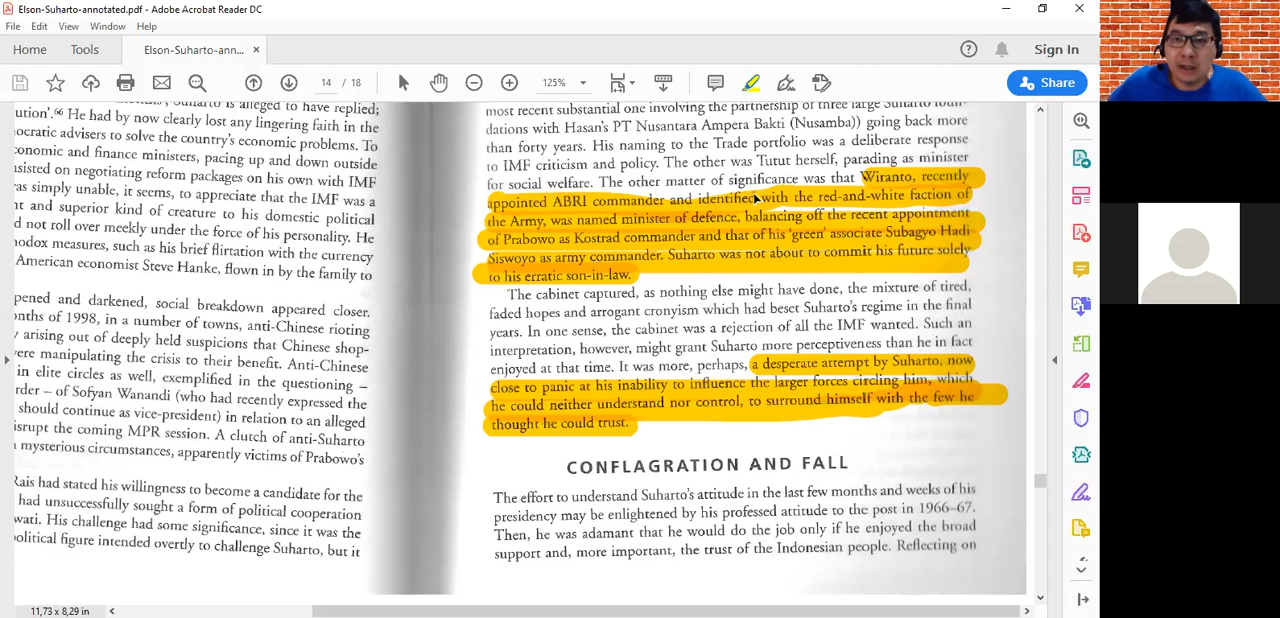 Elson-Suharto-annotated.pdf - Adobe Acrobat Reader DC
File Edit View Window Help
Home Tools Elson-Suharto-ann... × Sign In
14 / 18 125% Share
Suharto is alleged to have replied;
ution'.⁶⁶ He had by now clearly lost any lingering faith in the
ocratic advisers to solve the country's economic problems. To
conomic and finance ministers, pacing up and down outside
nsisted on negotiating reform packages on his own with IMF
as simply unable, it seems, to appreciate that the IMF was a
nt and superior kind of creature to his domestic political
d not roll over meekly under the force of his personality. He
nodox measures, such as his brief flirtation with the currency
American economist Steve Hanke, flown in by the family to
pened and darkened, social breakdown appeared closer.
onths of 1998, in a number of towns, anti-Chinese rioting
y arising out of deeply held suspicions that Chinese shop-
vere manipulating the crisis to their benefit. Anti-Chinese
in elite circles as well, exemplified in the questioning –
rder – of Sofyan Wanandi (who had recently expressed the
should continue as vice-president) in relation to an alleged
isrupt the coming MPR session. A clutch of anti-Suharto
n mysterious circumstances, apparently victims of Prabowo's
Rais had stated his willingness to become a candidate for the
had unsuccessfully sought a form of political cooperation
wati. His challenge had some significance, since it was the
political figure intended overtly to challenge Suharto, but it
most recent substantial one involving the partnership of three large Suharto foun-
dations with Hasan's PT Nusantara Ampera Bakti (Nusamba)) going back more
than forty years. His naming to the Trade portfolio was a deliberate response
to IMF criticism and policy. The other was Tutut herself, parading as minister
for social welfare. The other matter of significance was that Wiranto, recently
appointed ABRI commander and identified with the red-and-white faction of
the Army, was named minister of defence, balancing off the recent appointment
of Prabowo as Kostrad commander and that of his 'green' associate Subagyo Hadi
Siswoyo as army commander. Suharto was not about to commit his future solely
to his erratic son-in-law.
The cabinet captured, as nothing else might have done, the mixture of tired,
faded hopes and arrogant cronyism which had beset Suharto's regime in the final
years. In one sense, the cabinet was a rejection of all the IMF wanted. Such an
interpretation, however, might grant Suharto more perceptiveness than he in fact
enjoyed at that time. It was more, perhaps, a desperate attempt by Suharto, now
close to panic at his inability to influence the larger forces circling him, which
he could neither understand nor control, to surround himself with the few he
thought he could trust.
CONFLAGRATION AND FALL
The effort to understand Suharto's attitude in the last few months and weeks of his
presidency may be enlightened by his professed attitude to the post in 1966–67.
Then, he was adamant that he would do the job only if he enjoyed the broad
support and, more important, the trust of the Indonesian people. Reflecting on
11,73 x 8,29 in